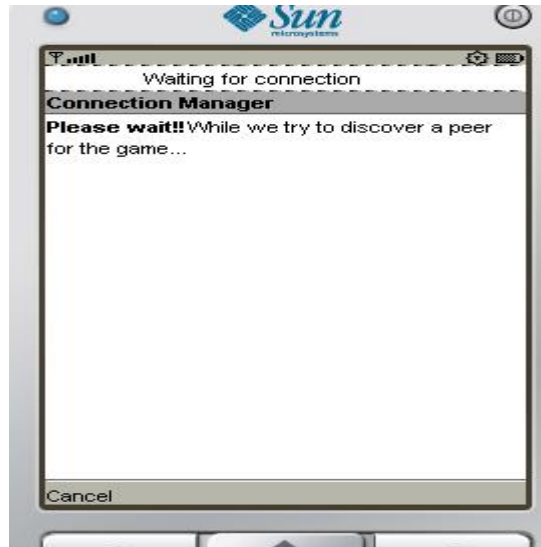 Sun
microsystems
Waiting for connection
Connection Manager
Please wait!! While we try to discover a peer
for the game...
Cancel